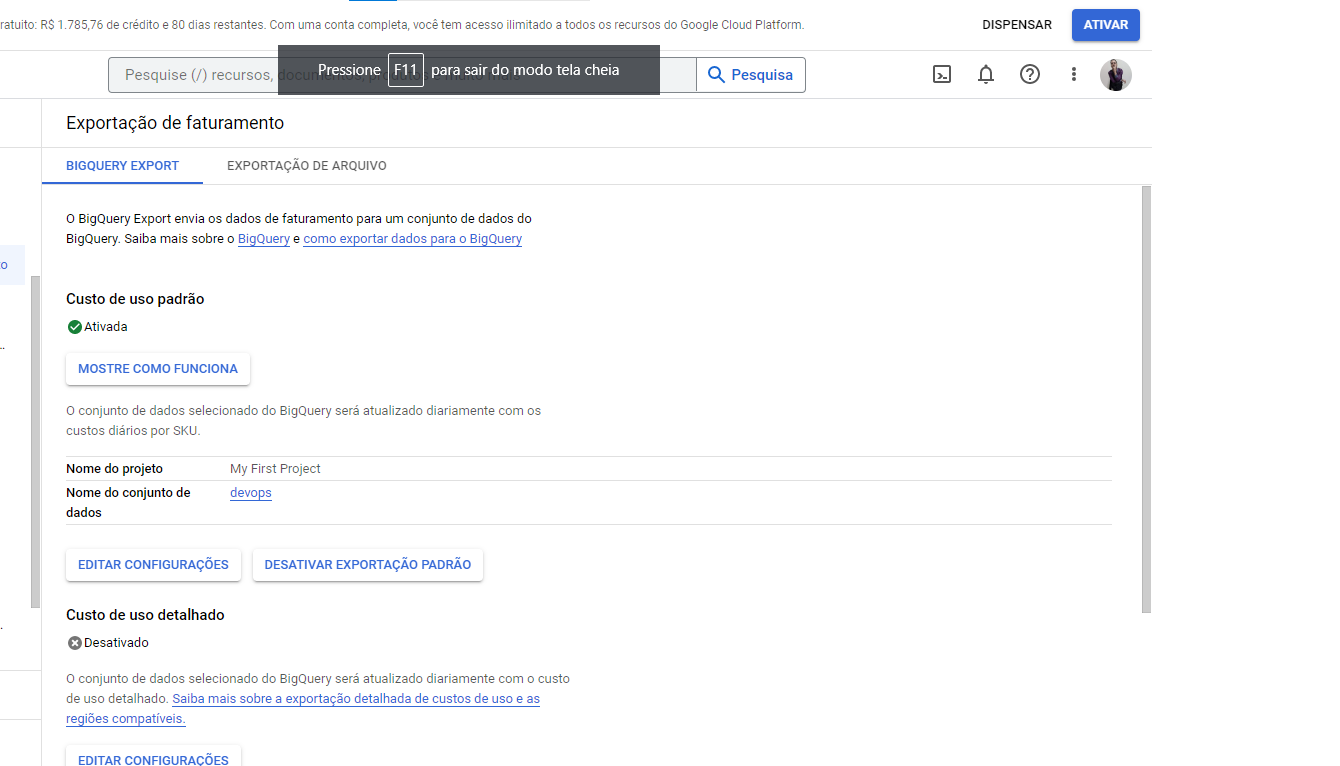 ratuito: R$ 1.785,76 de crédito e 80 dias restantes. Com uma conta completa, você tem acesso ilimitado a todos os recursos do Google Cloud Platform.
DISPENSAR
ATIVAR
Pesquise (/) recursos, documentos, produtos e muito mais
Pressione F11 para sair do modo tela cheia
Pesquisa
Exportação de faturamento
BIGQUERY EXPORT
EXPORTAÇÃO DE ARQUIVO
O BigQuery Export envia os dados de faturamento para um conjunto de dados do
BigQuery. Saiba mais sobre o BigQuery e como exportar dados para o BigQuery
to
Custo de uso padrão
Ativada
..
MOSTRE COMO FUNCIONA
O conjunto de dados selecionado do BigQuery será atualizado diariamente com os
custos diários por SKU.
Nome do projeto My First Project
Nome do conjunto de devops
dados
EDITAR CONFIGURAÇÕES
DESATIVAR EXPORTAÇÃO PADRÃO
Custo de uso detalhado
.
Desativado
O conjunto de dados selecionado do BigQuery será atualizado diariamente com o custo
de uso detalhado. Saiba mais sobre a exportação detalhada de custos de uso e as
regiões compatíveis.
EDITAR CONFIGURAÇÕES